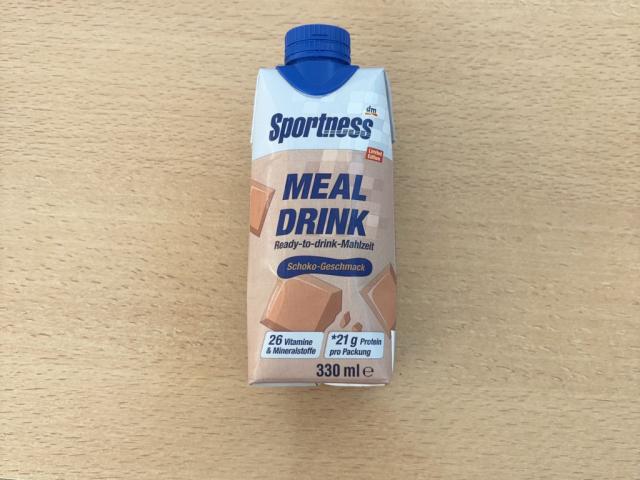 dm
Sportness
Limited
Edition
MEAL
DRINK
Ready-to-drink-Mahlzeit
Schoko-Geschmack
26 Vitamine
& Mineralstoffe
*21 g Protein
pro Packung
330 ml ℮